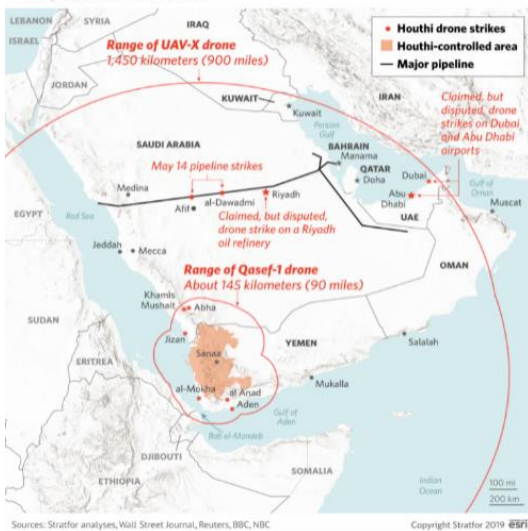 LEBANON
SYRIA
IRAQ
ISRAEL
JORDAN
Range of UAV-X drone
1,450 kilometers (900 miles)
Houthi drone strikes
Houthi-controlled area
Major pipeline
IRAN
KUWAIT
Kuwait
Persian
Gulf
Claimed, but
disputed, drone
strikes on Dubai
and Abu Dhabi
airports
SAUDI ARABIA
BAHRAIN
Manama
QATAR
Doha
Dubai
Abu
Dhabi
UAE
Gulf of
Oman
Muscat
May 14 pipeline strikes
Medina
Afif
al-Dawadmi
Riyadh
Claimed, but disputed,
drone strike on a Riyadh
oil refinery
EGYPT
Red Sea
Jeddah
Mecca
OMAN
Range of Qasef-1 drone
About 145 kilometers (90 miles)
Khamis
Mushait
Abha
SUDAN
Jizan
Sanaa
YEMEN
Salalah
ERITREA
al-Mokha
al Anad
Aden
Mukalla
Gulf of
Aden
Bab el-Mandeb
DJIBOUTI
ETHIOPIA
SOMALIA
Indian
Ocean
100 mi
200 km
Sources: Stratfor analyses, Wall Street Journal, Reuters, BBC, NBC
Copyright Stratfor 2019 esri